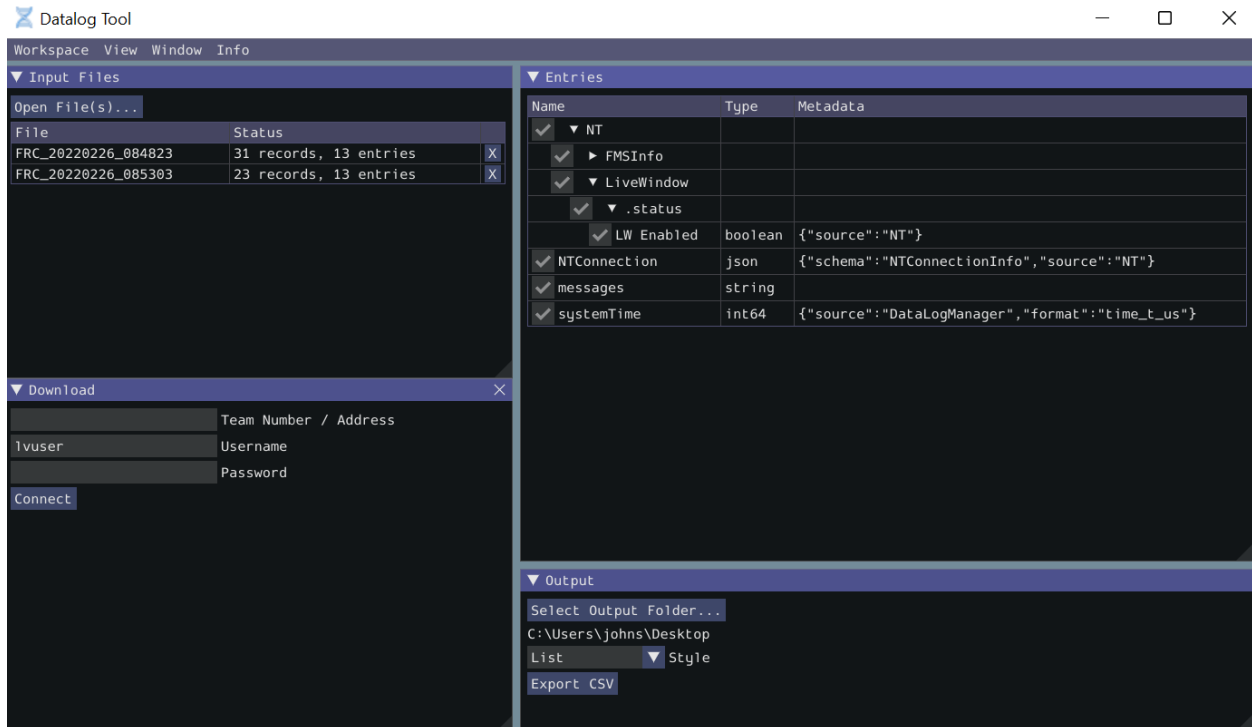 Datalog Tool
Workspace View Window Info
Input Files
Open File(s)...
File Status
FRC_20220226_084823 31 records, 13 entries X
FRC_20220226_085303 23 records, 13 entries X
Download
Team Number / Address
lvuser Username
Password
Connect
Entries
Name Type Metadata
NT
FMSInfo
LiveWindow
.status
LW Enabled boolean {"source":"NT"}
NTConnection json {"schema":"NTConnectionInfo","source":"NT"}
messages string
systemTime int64 {"source":"DataLogManager","format":"time_t_us"}
Output
Select Output Folder...
C:\Users\johns\Desktop
List Style
Export CSV